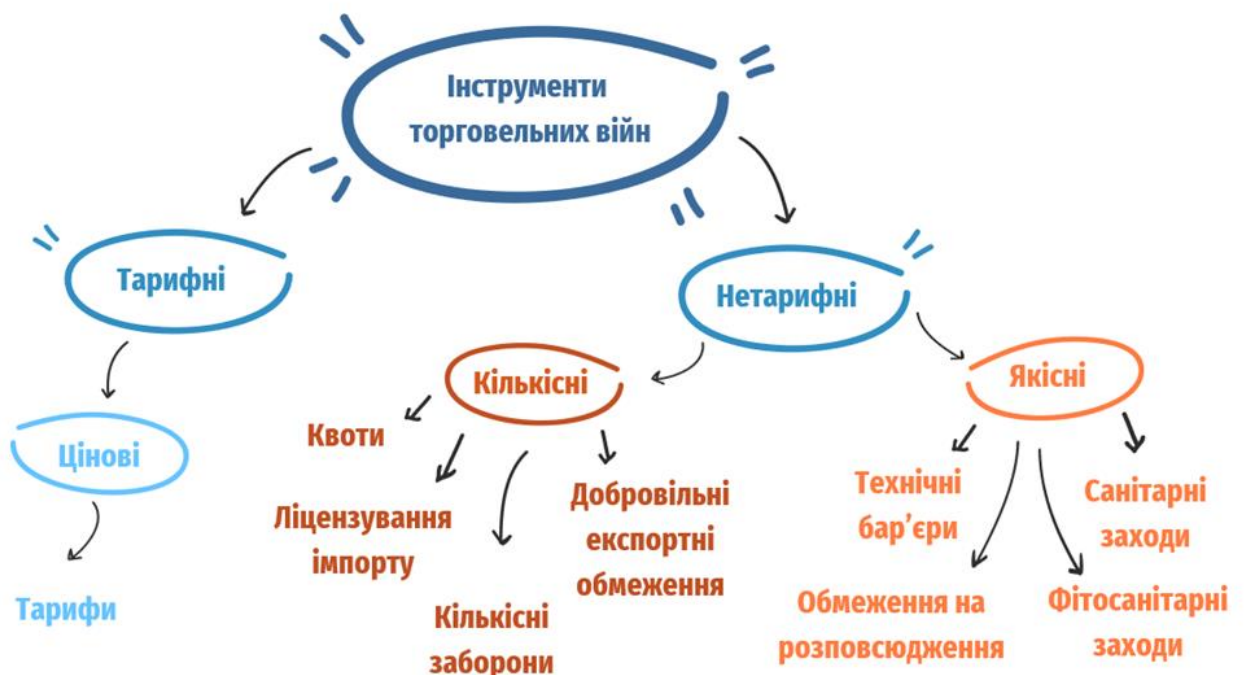 Інструменти
торговельних війн
Тарифні
Нетарифні
Цінові
Тарифи
Кількісні
Квоти
Ліцензування
імпорту
Кількісні
заборони
Добровільні
експортні
обмеження
Якісні
Технічні
бар’єри
Обмеження на
розповсюдження
Фітосанітарні
заходи
Санітарні
заходи